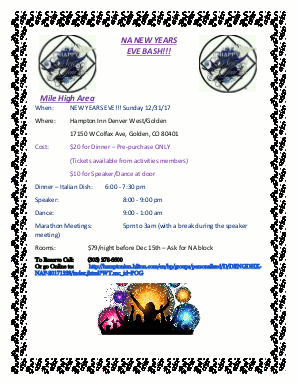 NA NEW YEARS
EVE BASH!!!
Mile High Area
When: NEW YEARS EVE!!! Sunday 12/31/17
Where: Hampton Inn Denver West/Golden
17150 W Colfax Ave, Golden, CO 80401
Cost: $20 for Dinner – Pre-purchase ONLY
(Tickets available from activities members)
$10 for Speaker/Dance at door
Dinner – Italian Dish: 6:00 - 7:30 pm
Speaker: 8:00 - 9:00 pm
Dance: 9:00 - 1:00 am
Marathon Meetings: 5pm to 3am (with a break during the speaker
meeting)
Rooms: $79/night before Dec 15th – Ask for NA block
To Reserve Call:
Or go Online to: